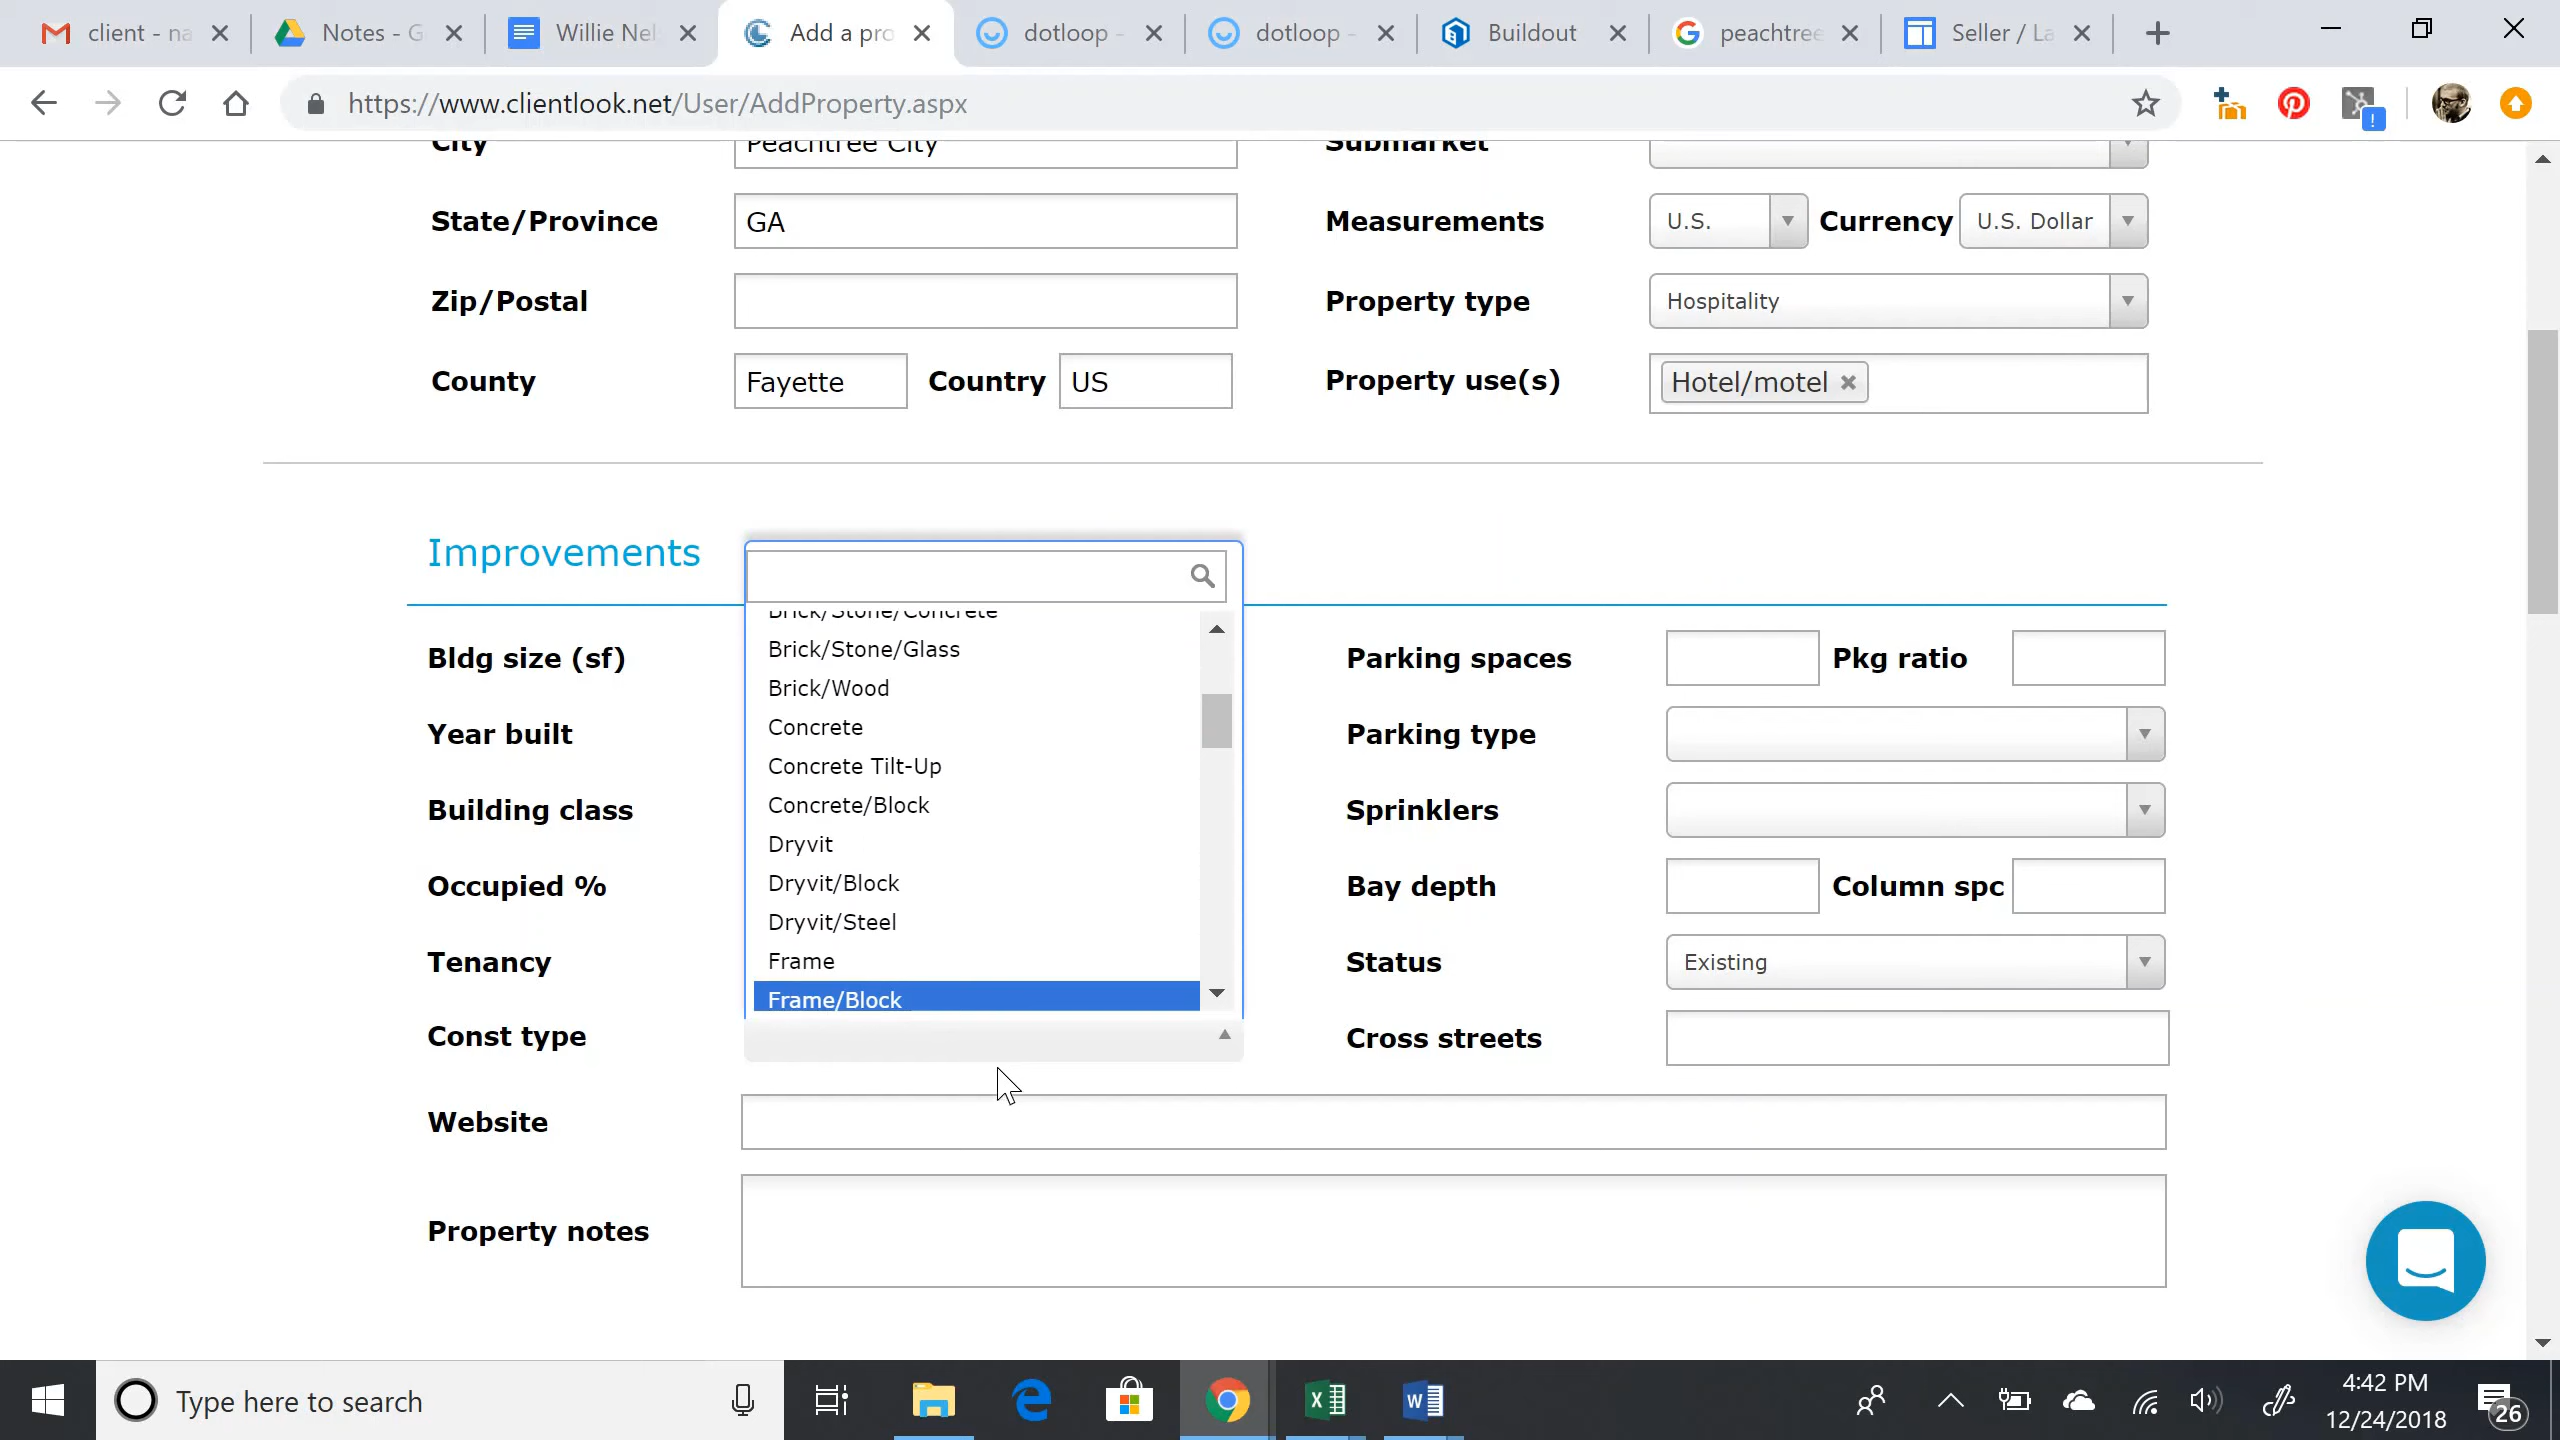 client - na
Notes - G
Willie Nel
Add a pro
dotloop -
dotloop -
Buildout
peachtree
Seller / La
https://www.clientlook.net/User/AddProperty.aspx
City
Peachtree City
Submarket
State/Province
GA
Measurements
U.S.
Currency
U.S. Dollar
Zip/Postal
Property type
Hospitality
County
Fayette
Country
US
Property use(s)
Hotel/motel
Improvements
Brick/Stone/Concrete
Brick/Stone/Glass
Brick/Wood
Concrete
Concrete Tilt-Up
Concrete/Block
Dryvit
Dryvit/Block
Dryvit/Steel
Frame
Frame/Block
Bldg size (sf)
Year built
Building class
Occupied %
Tenancy
Const type
Parking spaces
Pkg ratio
Parking type
Sprinklers
Bay depth
Column spc
Status
Existing
Cross streets
Website
Property notes
Type here to search
4:42 PM
12/24/2018
26